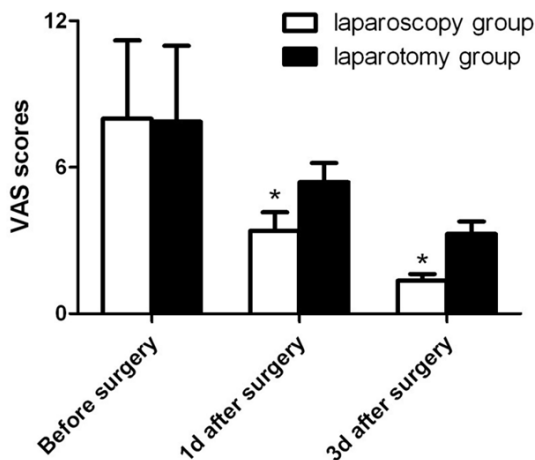 laparoscopy group
laparotomy group
VAS scores
12
6
0
*
*
Before surgery
1d after surgery
3d after surgery